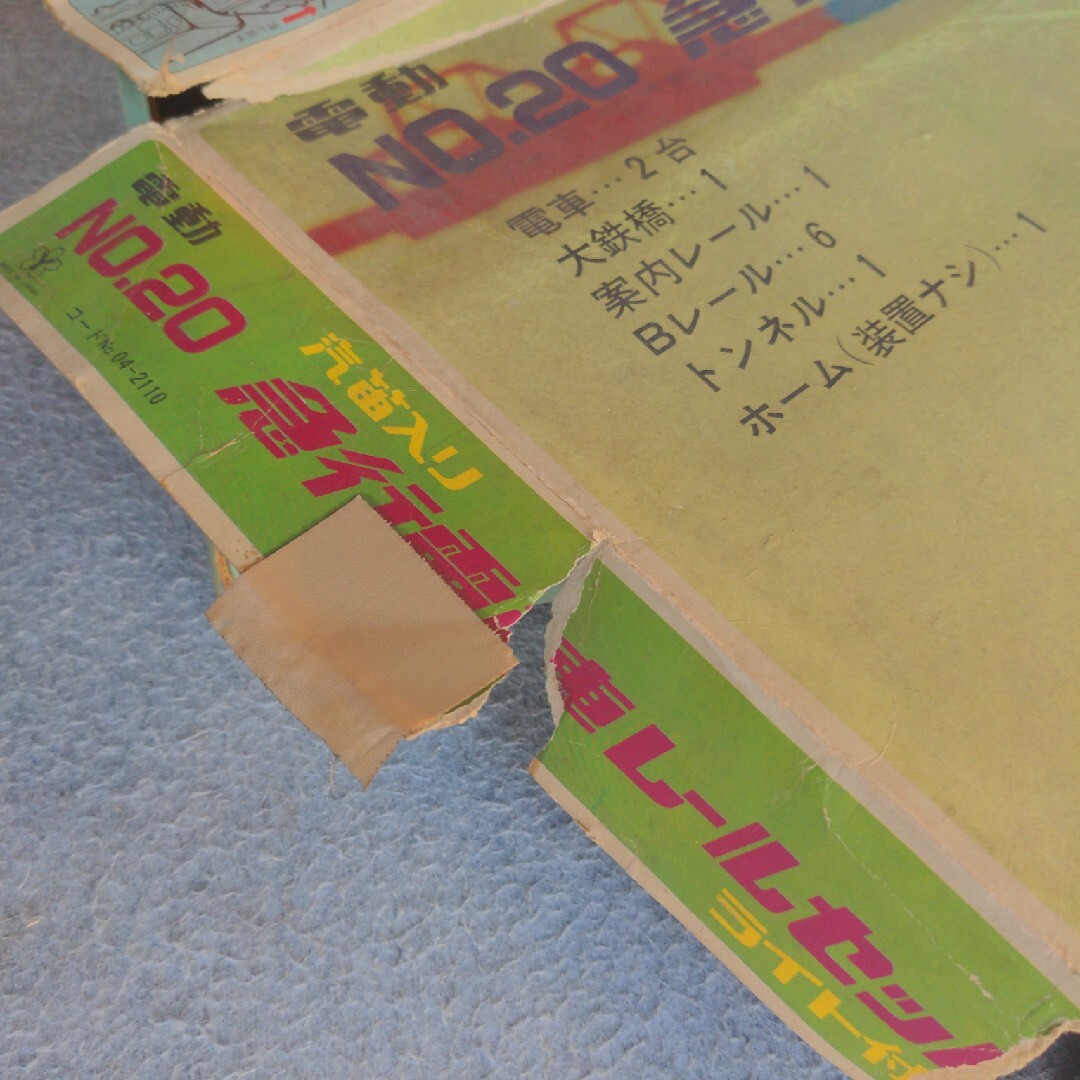 電動
NO.20 急
電車…2台
大鉄橋…1
案内レール…1
Bレール…6
トンネル…1
ホーム(装置ナシ)…1
電動
NO.20
コードNo.04-2110
汽笛入り
急行電車レールセット
ライト付